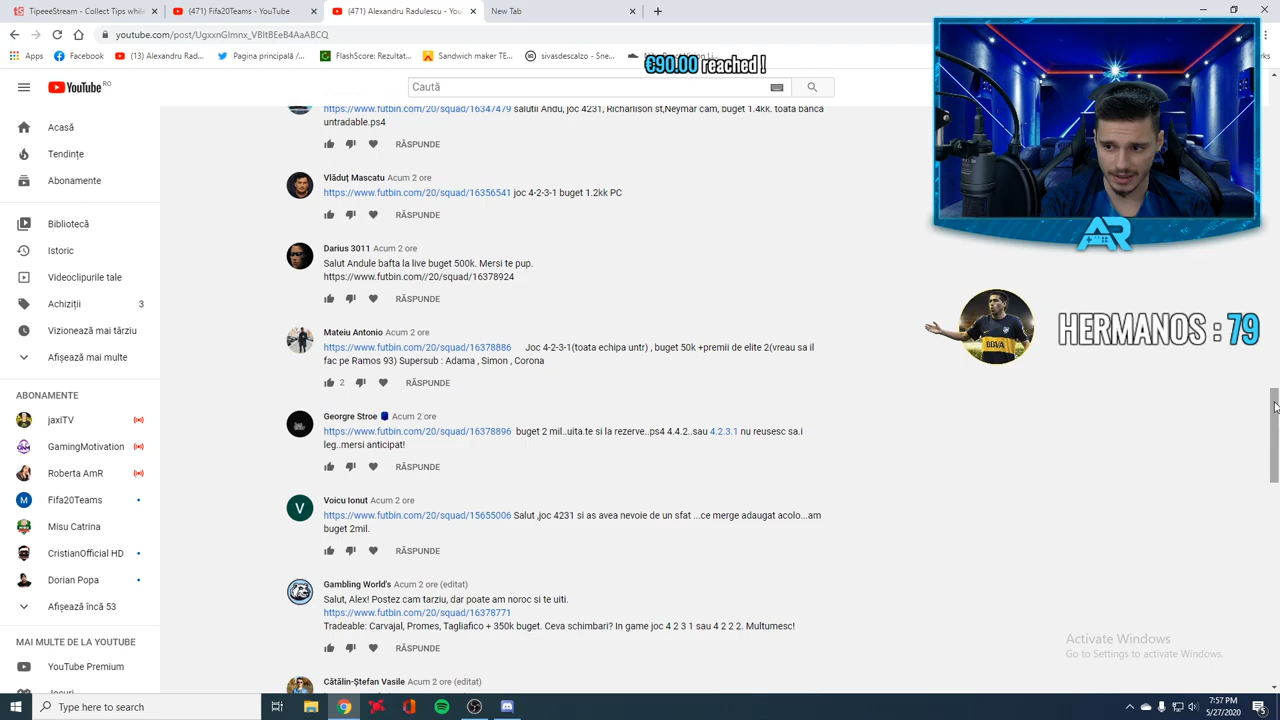 TipeeeStream - Collect Tips while
(471) Fifa20Teams - YouTube
(471) Alexandru Radulescu - You
New Tab
youtube.com/post/
Apps
Facebook
Alexandru Rad...
Pagina principală /...
FlashScore: Rezultat...
Sandwich maker TE...
sivasdescalzo - Sne...
€90.00 reached !
YouTube RO
Caută
https://www.futbin.com/20/squad/16347479 salutii Andu, joc 4231, Richarlison st,Neymar cam, buget 1.4kk. toata banca
untradable.ps4
RĂSPUNDE
Vlăduț Mascatu Acum 2 ore
https://www.futbin.com/20/squad/16356541 joc 4-2-3-1 buget 1.2kk PC
RĂSPUNDE
Darius 3011 Acum 2 ore
Salut Andule bafta la live buget 500k. Mersi te pup.
https://www.futbin.com//20/squad/16378924
RĂSPUNDE
Mateiu Antonio Acum 2 ore
https://www.futbin.com/20/squad/16378886 Joc 4-2-3-1(toata echipa untr) , buget 50k +premii de elite 2(vreau sa il
fac pe Ramos 93) Supersub : Adama , Simon , Corona
2 RĂSPUNDE
Georgre Stroe Acum 2 ore
https://www.futbin.com/20/squad/16378896 buget 2 mil..uita.te si la rezerve..ps4 4.4.2..sau 4.2.3.1 nu reusesc sa.i
leg..mersi anticipat!
RĂSPUNDE
V
Voicu Ionut Acum 2 ore
https://www.futbin.com/20/squad/15655006 Salut ,joc 4231 si as avea nevoie de un sfat ...ce merge adaugat acolo...am
buget 2mil.
RĂSPUNDE
Gambling World's Acum 2 ore (editat)
Salut, Alex! Postez cam tarziu, dar poate am noroc si te uiti.
https://www.futbin.com/20/squad/16378771
Tradeable: Carvajal, Promes, Tagliafico + 350k buget. Ceva schimbari? In game joc 4 2 3 1 sau 4 2 2 2. Multumesc!
RĂSPUNDE
Cătălin-Ștefan Vasile Acum 2 ore (editat)
Acasă
Tendințe
Abonamente
Bibliotecă
Istoric
Videoclipurile tale
Achiziții 3
Vizionează mai târziu
Afișează mai multe
ABONAMENTE
jaxiTV
GamingMotivation
Roberta AmR
M Fifa20Teams
Misu Catrina
CristianOfficial HD
Dorian Popa
Afișează încă 53
MAI MULTE DE LA YOUTUBE
YouTube Premium
Jocuri
AR
HERMANOS : 79
Activate Windows
Go to Settings to activate Windows.
Type here to search
7:57 PM
5/27/2020
5